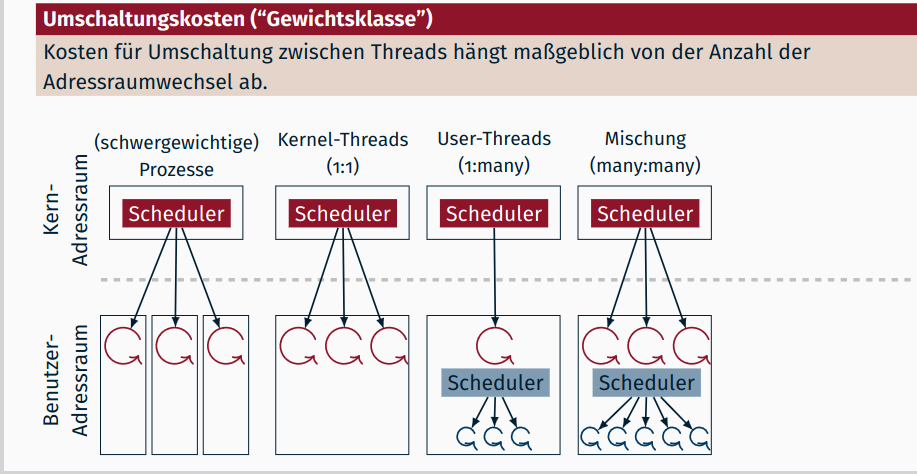 Umschaltungskosten (“Gewichtsklasse”)
Kosten für Umschaltung zwischen Threads hängt maßgeblich von der Anzahl der
Adressraumwechsel ab.
(schwergewichtige)
Prozesse
Kernel-Threads
(1:1)
User-Threads
(1:many)
Mischung
(many:many)
Kern-
Adressraum
Scheduler
Scheduler
Scheduler
Scheduler
Benutzer-
Adressraum
Scheduler
Scheduler